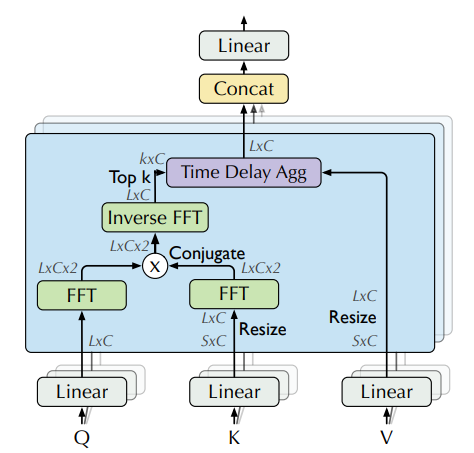 Linear
Concat
LxC
kxC
Time Delay Agg
Top k
LxC
Inverse FFT
LxCx2
Conjugate
LxCx2
X
LxCx2
FFT
FFT
LxC
LxC
Resize
Resize
LxC
SxC
SxC
Linear
Linear
Linear
Q
K
V